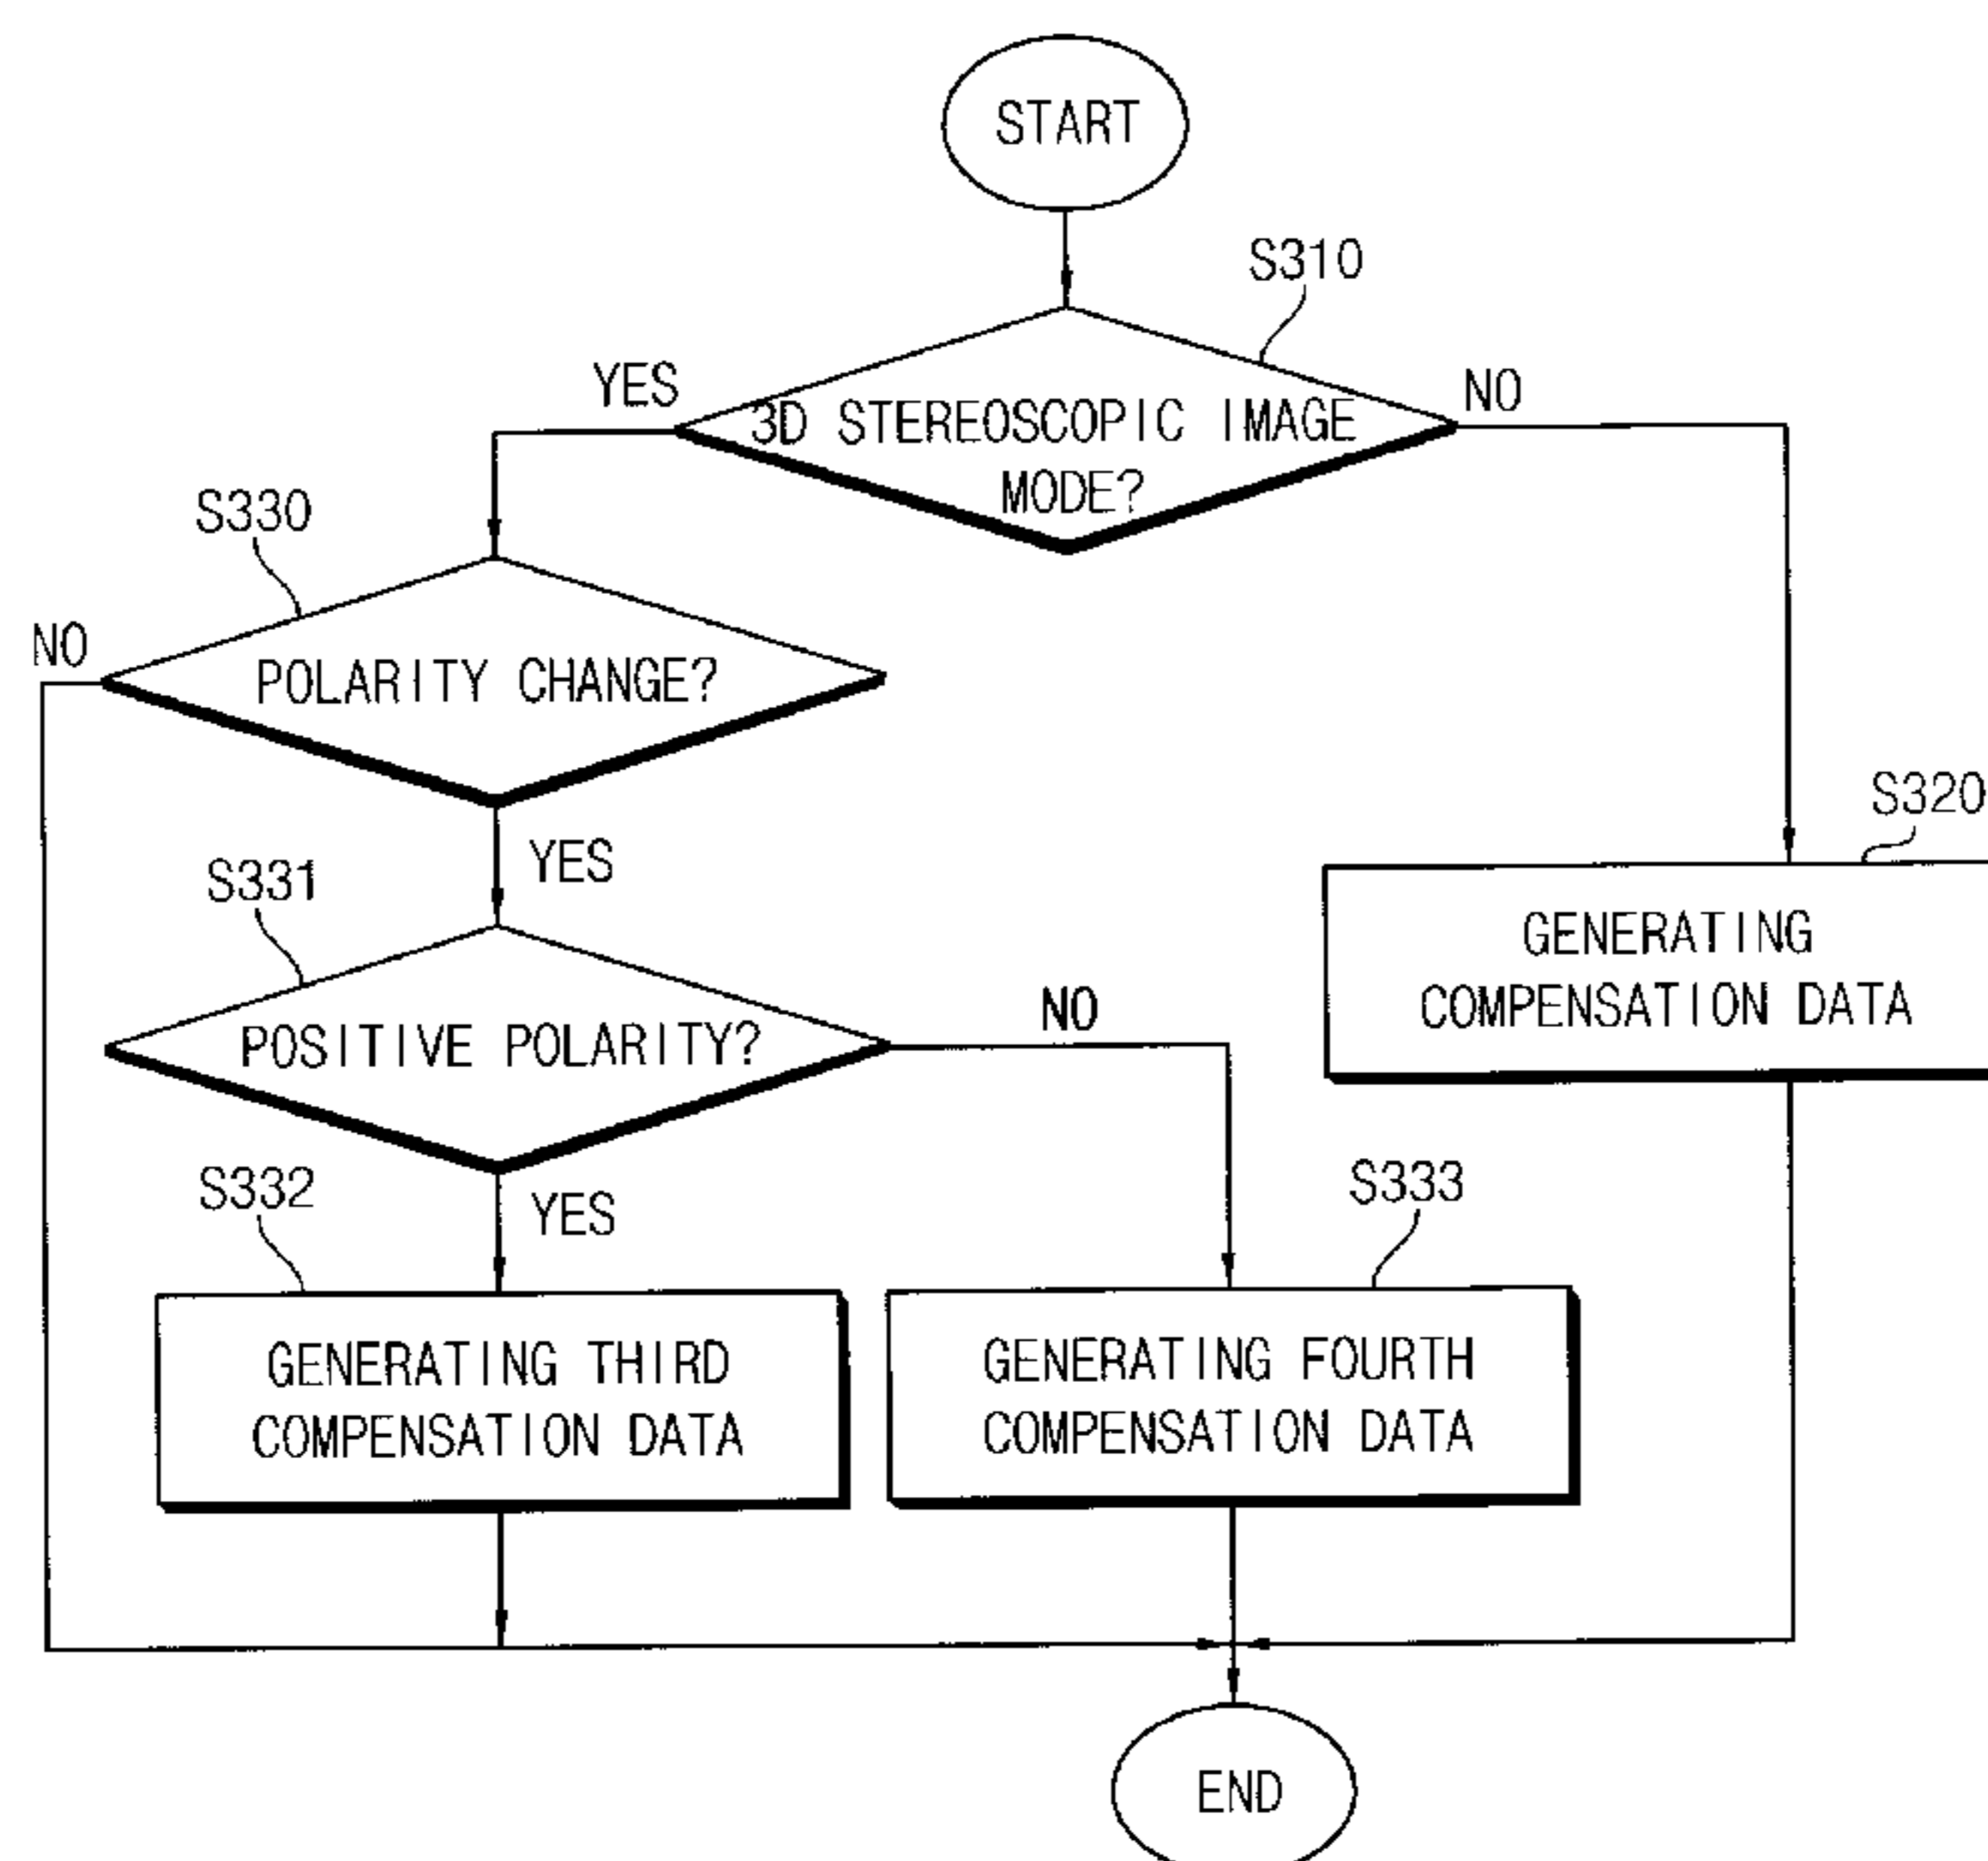 START
S310
YES
NO
3D STEREOSCOPIC IMAGE
MODE?
S330
NO
POLARITY CHANGE?
S320
YES
S331
GENERATING
COMPENSATION DATA
NO
POSITIVE POLARITY?
S332
YES
S333
GENERATING THIRD
COMPENSATION DATA
GENERATING FOURTH
COMPENSATION DATA
END